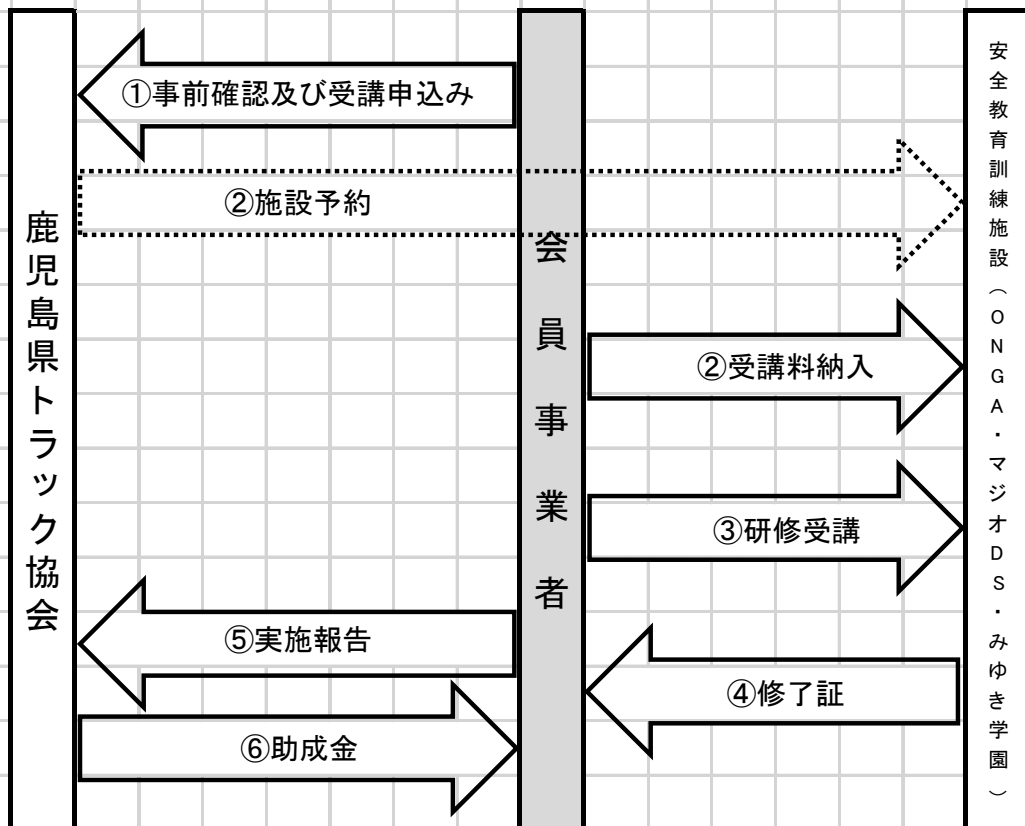 鹿児島県トラック協会
①事前確認及び受講申込み
②施設予約
会員事業者
②受講料納入
③研修受講
④修了証
⑤実施報告
⑥助成金
安全教育訓練施設(ONGA・マジオDS・みゆき学園)